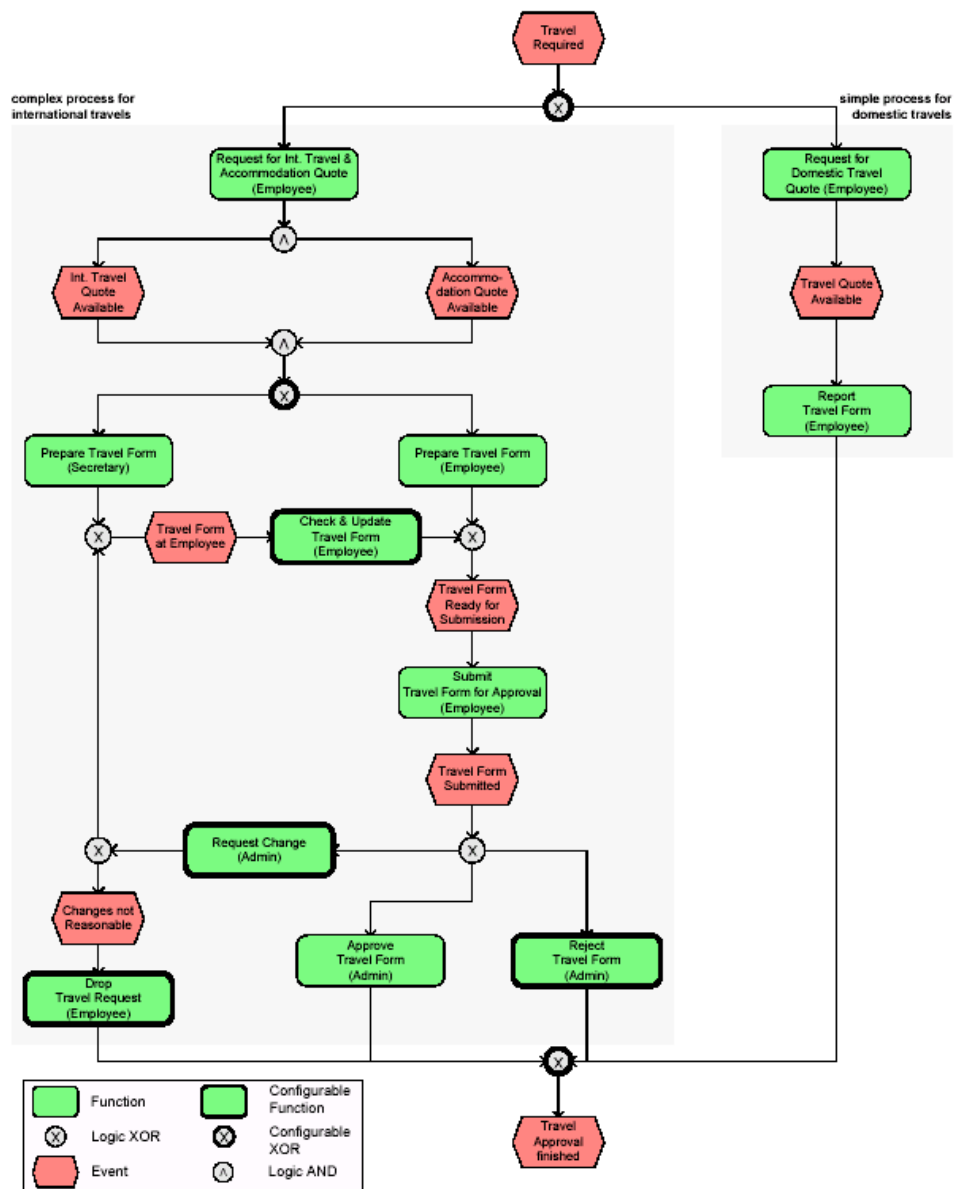 Travel
Required
complex process for
international travels
simple process for
domestic travels
X
Request for Int. Travel &
Accommodation Quote
(Employee)
Request for
Domestic Travel
Quote (Employee)
∧
Int. Travel
Quote
Available
Accommo-
dation Quote
Available
Travel Quote
Available
∧
X
Report
Travel Form
(Employee)
Prepare Travel Form
(Secretary)
Prepare Travel Form
(Employee)
X
Travel Form
at Employee
Check & Update
Travel Form
(Employee)
X
Travel Form
Ready for
Submission
Submit
Travel Form for Approval
(Employee)
Travel Form
Submitted
X
Request Change
(Admin)
X
Changes not
Reasonable
Approve
Travel Form
(Admin)
Reject
Travel Form
(Admin)
Drop
Travel Request
(Employee)
X
Function
Configurable
Function
X
Logic XOR
X
Configurable
XOR
Event
∧
Logic AND
Travel
Approval
finished